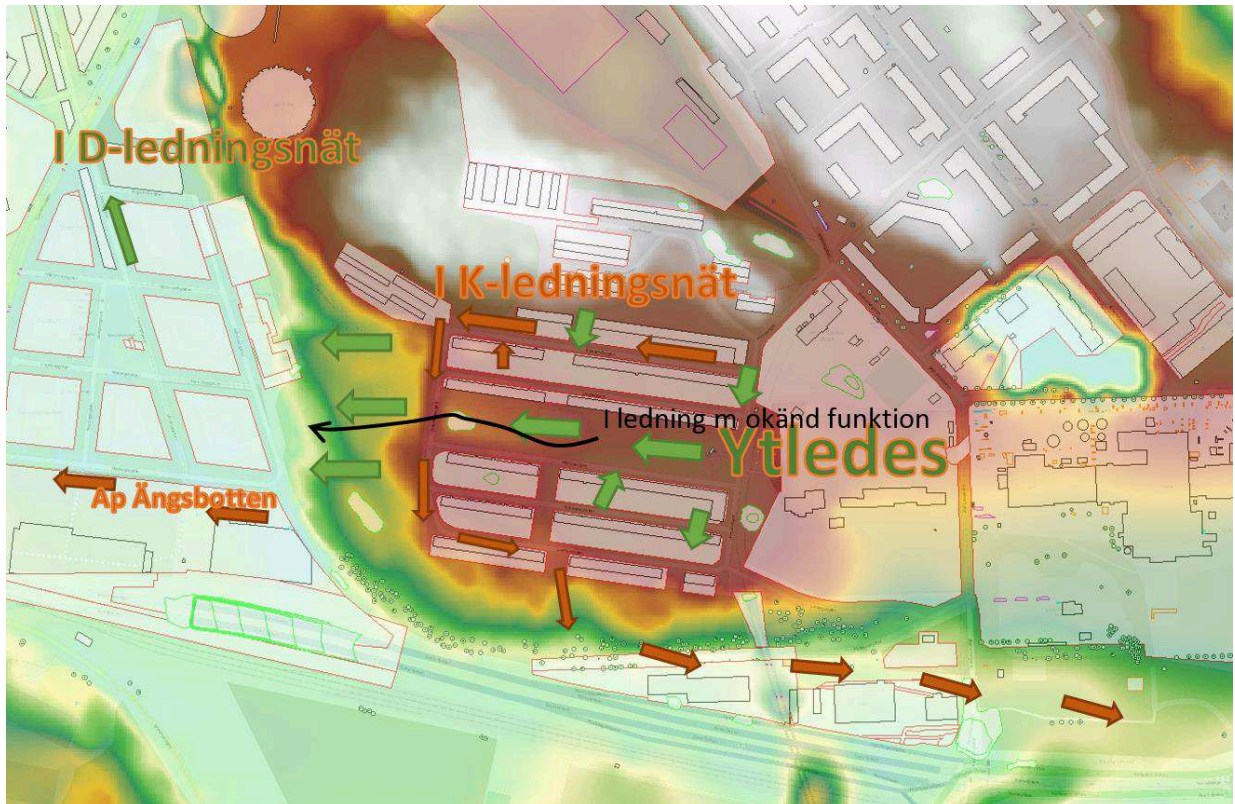 I D-ledningsnät
I K-ledningsnät
I ledning m okänd funktion
Ytledes
Ap Ängsbotten